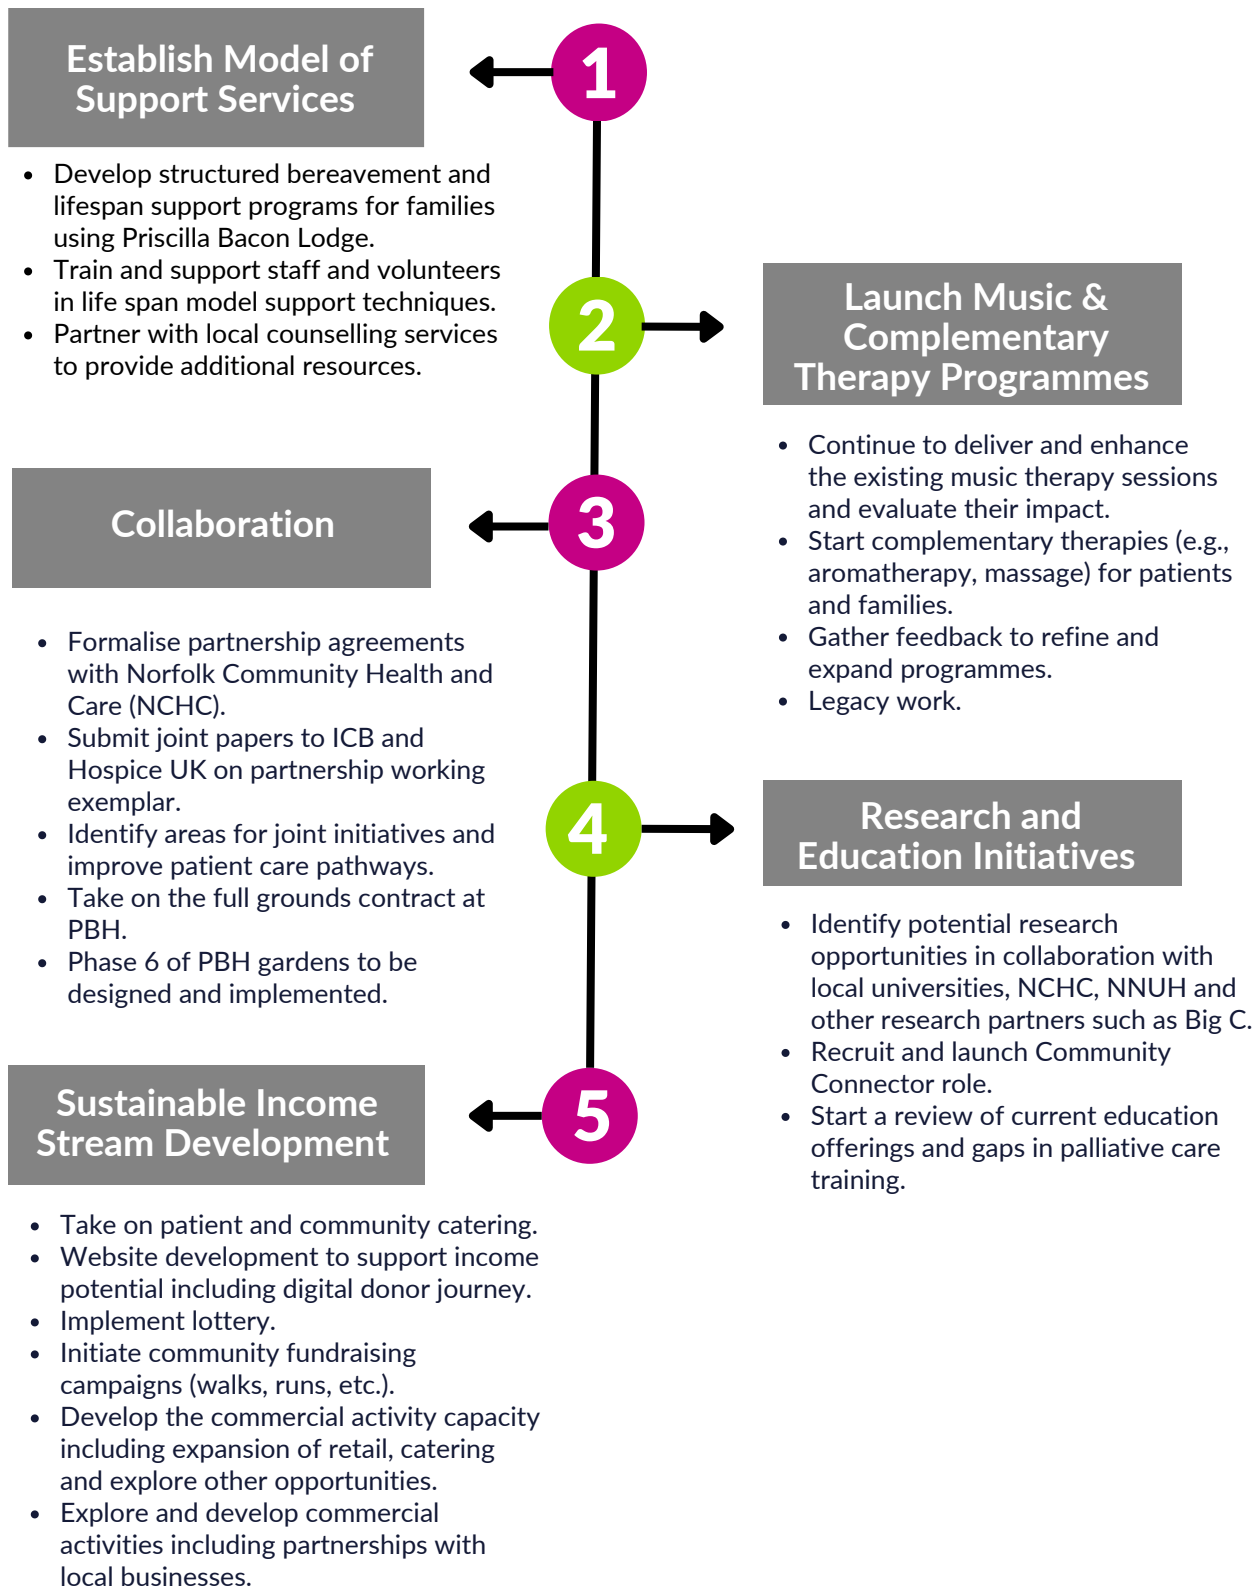 1
Establish Model of
Support Services
• Develop structured bereavement and
lifespan support programs for families
using Priscilla Bacon Lodge.
• Train and support staff and volunteers
in life span model support techniques.
• Partner with local counselling services
to provide additional resources.
2
Launch Music &
Complementary
Therapy Programmes
• Continue to deliver and enhance
the existing music therapy sessions
and evaluate their impact.
• Start complementary therapies (e.g.,
aromatherapy, massage) for patients
and families.
• Gather feedback to refine and
expand programmes.
• Legacy work.
3
Collaboration
• Formalise partnership agreements
with Norfolk Community Health and
Care (NCHC).
• Submit joint papers to ICB and
Hospice UK on partnership working
exemplar.
• Identify areas for joint initiatives and
improve patient care pathways.
• Take on the full grounds contract at
PBH.
• Phase 6 of PBH gardens to be
designed and implemented.
4
Research and
Education Initiatives
• Identify potential research
opportunities in collaboration with
local universities, NCHC, NNUH and
other research partners such as Big C.
• Recruit and launch Community
Connector role.
• Start a review of current education
offerings and gaps in palliative care
training.
5
Sustainable Income
Stream Development
• Take on patient and community catering.
• Website development to support income
potential including digital donor journey.
• Implement lottery.
• Initiate community fundraising
campaigns (walks, runs, etc.).
• Develop the commercial activity capacity
including expansion of retail, catering
and explore other opportunities.
• Explore and develop commercial
activities including partnerships with
local businesses.